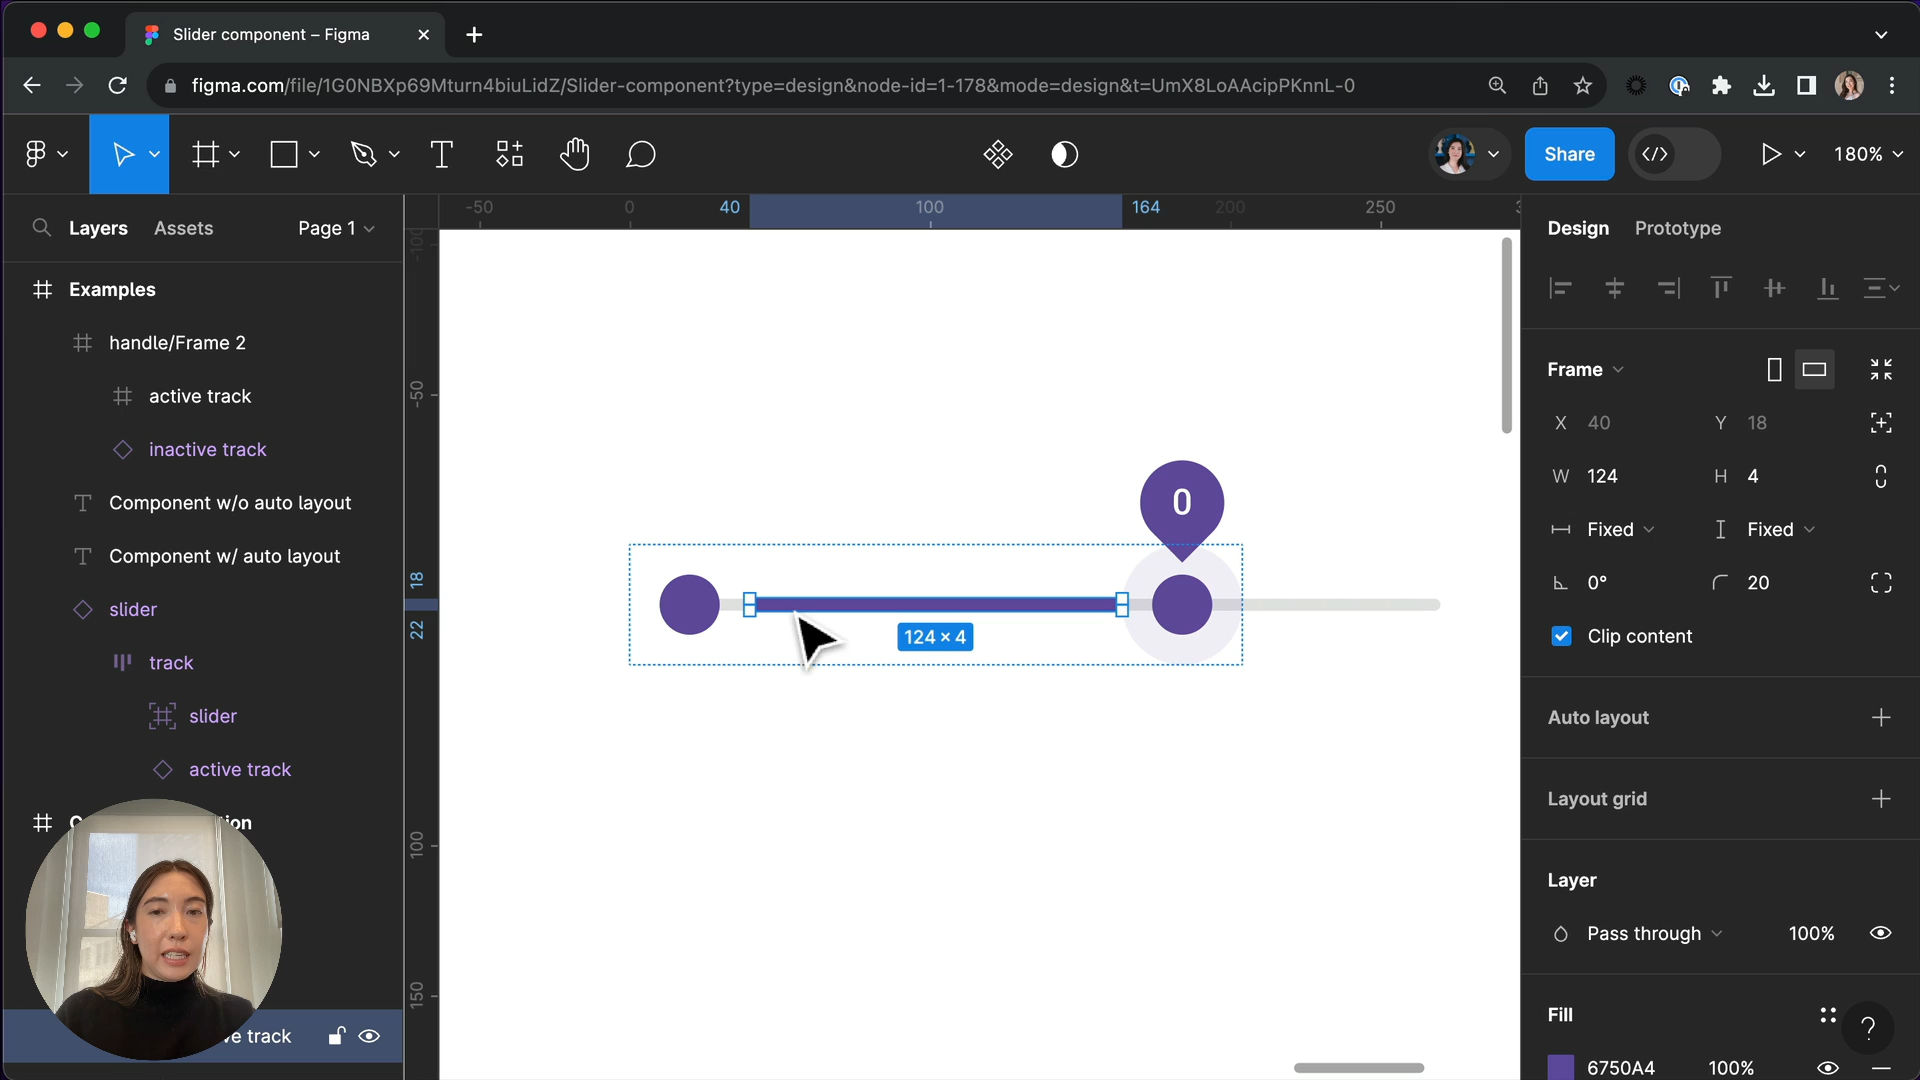 Slider component – Figma
figma.com/file/1G0NBXp69Mturn4biuLidZ/Slider-component?type=design&node-id=1-178&mode=design&t=UmX8LoAAcipPKnnL-0
Share
180%
Layers
Assets
Page 1
-50
0
40
100
164
200
250
Design
Prototype
Examples
handle/Frame 2
active track
inactive track
Component w/o auto layout
Component w/ auto layout
slider
track
slider
active track
ion
ve track
-100
-50
18
22
100
150
0
124 × 4
Frame
X 40
Y 18
W 124
H 4
Fixed
Fixed
0°
20
Clip content
Auto layout
Layout grid
Layer
Pass through
100%
Fill
?
6750A4
100%